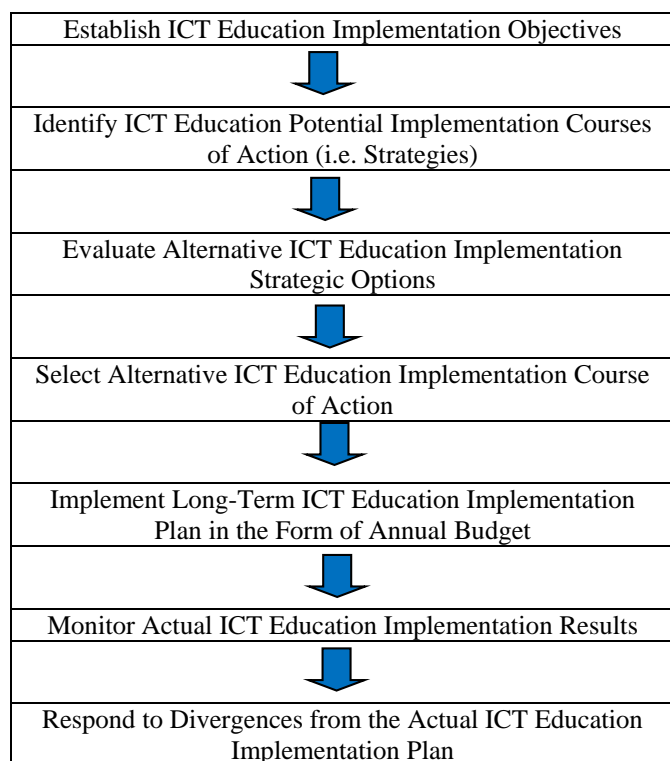 Establish ICT Education Implementation Objectives
Identify ICT Education Potential Implementation Courses
of Action (i.e. Strategies)
Evaluate Alternative ICT Education Implementation
Strategic Options
Select Alternative ICT Education Implementation Course
of Action
Implement Long-Term ICT Education Implementation
Plan in the Form of Annual Budget
Monitor Actual ICT Education Implementation Results
Respond to Divergences from the Actual ICT Education
Implementation Plan